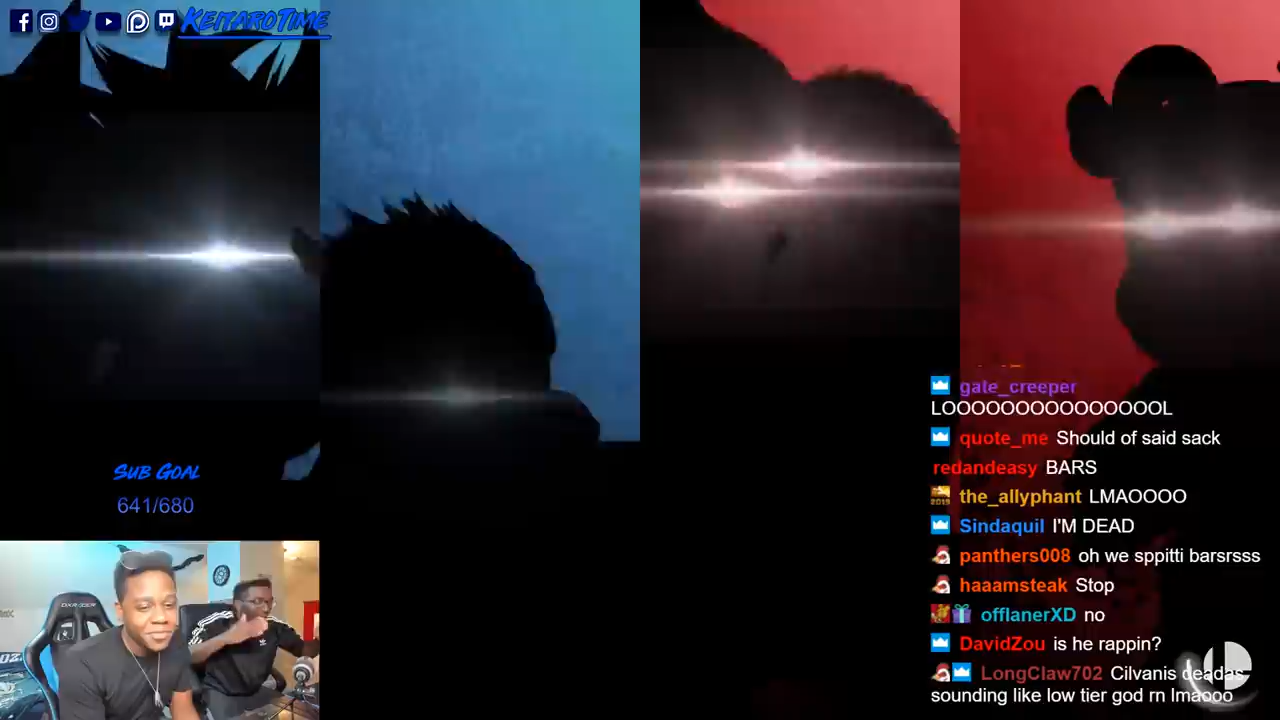 KEITAROTIME
SUB GOAL
641/680
gate_creeper
LOOOOOOOOOOOOOOOL
quote_me Should of said sack
redandeasy BARS
the_allyphant LMAOOOO
Sindaquil I'M DEAD
panthers008 oh we sppitti barsrsss
haaamsteak Stop
offlanerXD no
DavidZou is he rappin?
LongClaw702 Cilvanis deadas
sounding like low tier god rn lmaooo
DXRACER